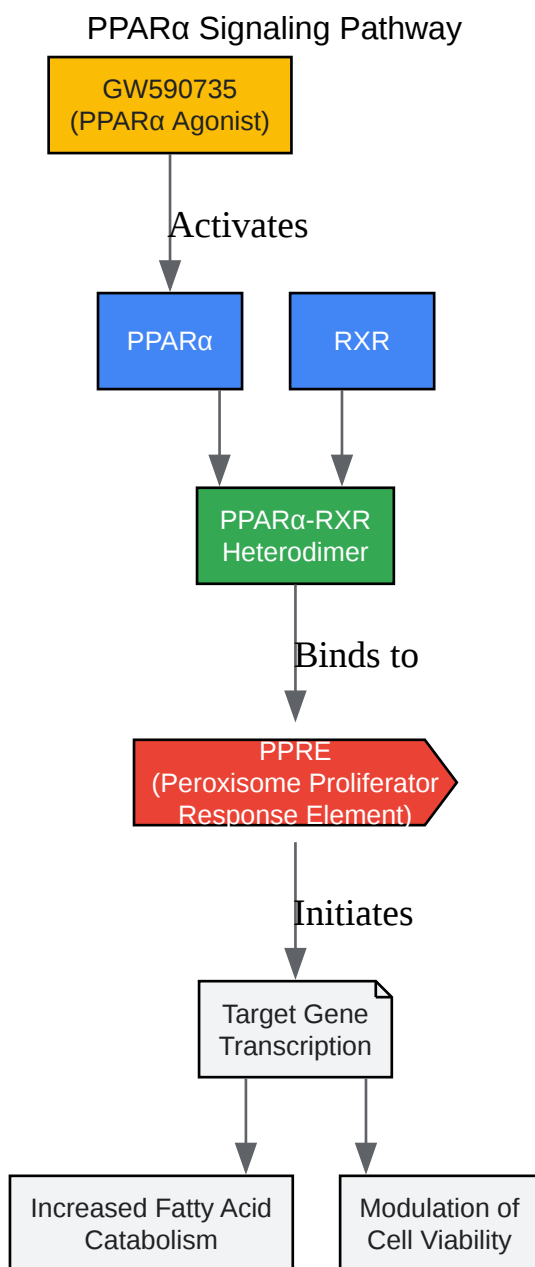 PPARα Signaling Pathway
GW590735
(PPARα Agonist)
Activates
PPARα
RXR
PPARα-RXR
Heterodimer
Binds to
PPRE
(Peroxisome Proliferator
Response Element)
Initiates
Target Gene
Transcription
Increased Fatty Acid
Catabolism
Modulation of
Cell Viability